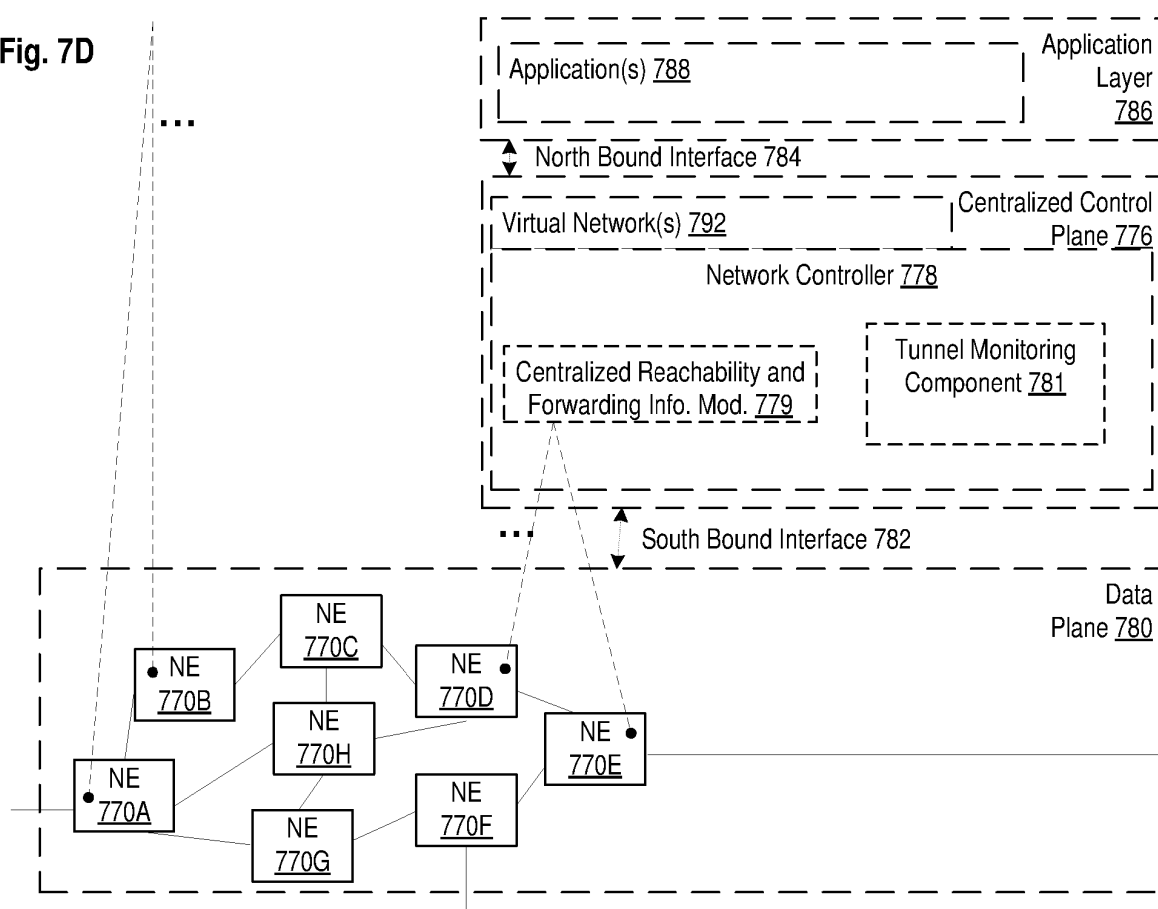 Fig. 7D
Application
Layer
786
Application(s) 788
North Bound Interface 784
Centralized Control
Plane 776
Virtual Network(s) 792
Network Controller 778
Tunnel Monitoring
Component 781
Centralized Reachability and
Forwarding Info. Mod. 779
South Bound Interface 782
Data
Plane 780
NE
770C
NE
770B
NE
770D
NE
770H
NE
770E
NE
770A
NE
770F
NE
770G